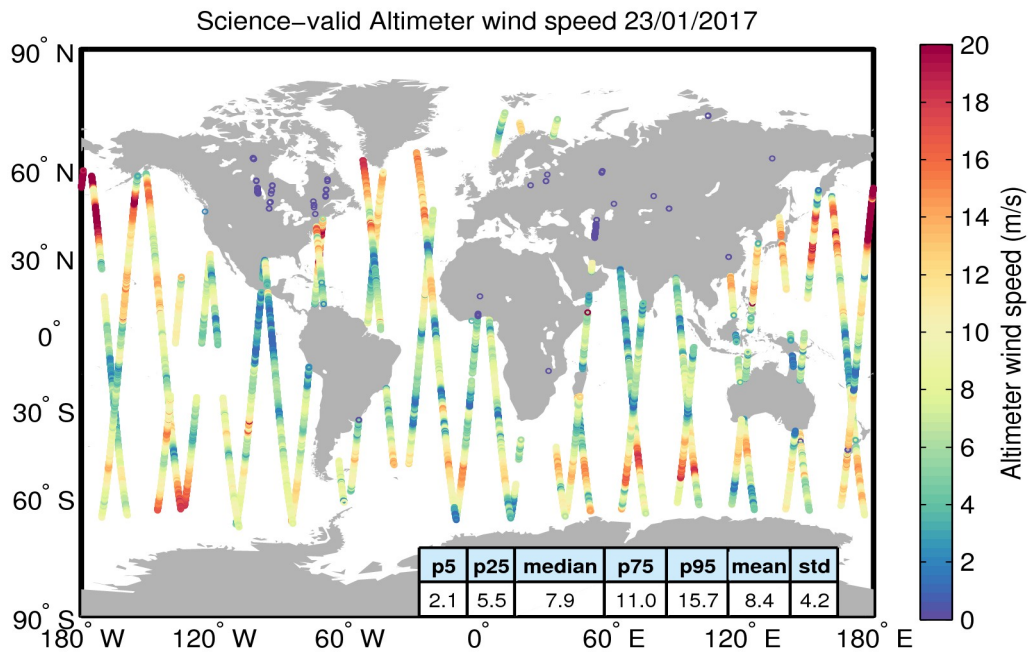 Science−valid Altimeter wind speed 23/01/2017
90° N
60° N
30° N
0°
30° S
60° S
90° S
180° W
120° W
60° W
0°
60° E
120° E
180° E
p5 p25 median p75 p95 mean std
2.1 5.5 7.9 11.0 15.7 8.4 4.2
20
18
16
14
12
10
8
6
4
2
0
Altimeter wind speed (m/s)